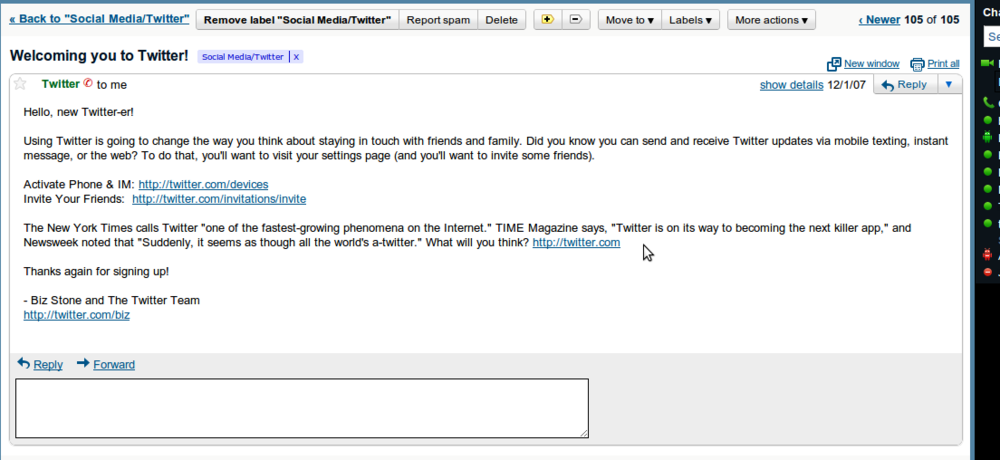 « Back to "Social Media/Twitter" Remove label "Social Media/Twitter" Report spam Delete Move to ▾ Labels ▾ More actions ▾ ‹ Newer 105 of 105
Welcoming you to Twitter! Social Media/Twitter X
New window Print all
Twitter to me show details 12/1/07 Reply
Hello, new Twitter-er!
Using Twitter is going to change the way you think about staying in touch with friends and family. Did you know you can send and receive Twitter updates via mobile texting, instant
message, or the web? To do that, you'll want to visit your settings page (and you'll want to invite some friends).
Activate Phone & IM: http://twitter.com/devices
Invite Your Friends: http://twitter.com/invitations/invite
The New York Times calls Twitter "one of the fastest-growing phenomena on the Internet." TIME Magazine says, "Twitter is on its way to becoming the next killer app," and
Newsweek noted that "Suddenly, it seems as though all the world's a-twitter." What will you think? http://twitter.com
Thanks again for signing up!
- Biz Stone and The Twitter Team
http://twitter.com/biz
Reply Forward